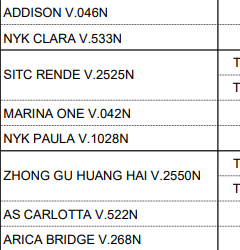 ADDISON V.046N
NYK CLARA V.533N
SITC RENDE V.2525N
T
T
MARINA ONE V.042N
NYK PAULA V.1028N
ZHONG GU HUANG HAI V.2550N
T
T
AS CARLOTTA V.522N
ARICA BRIDGE V.268N